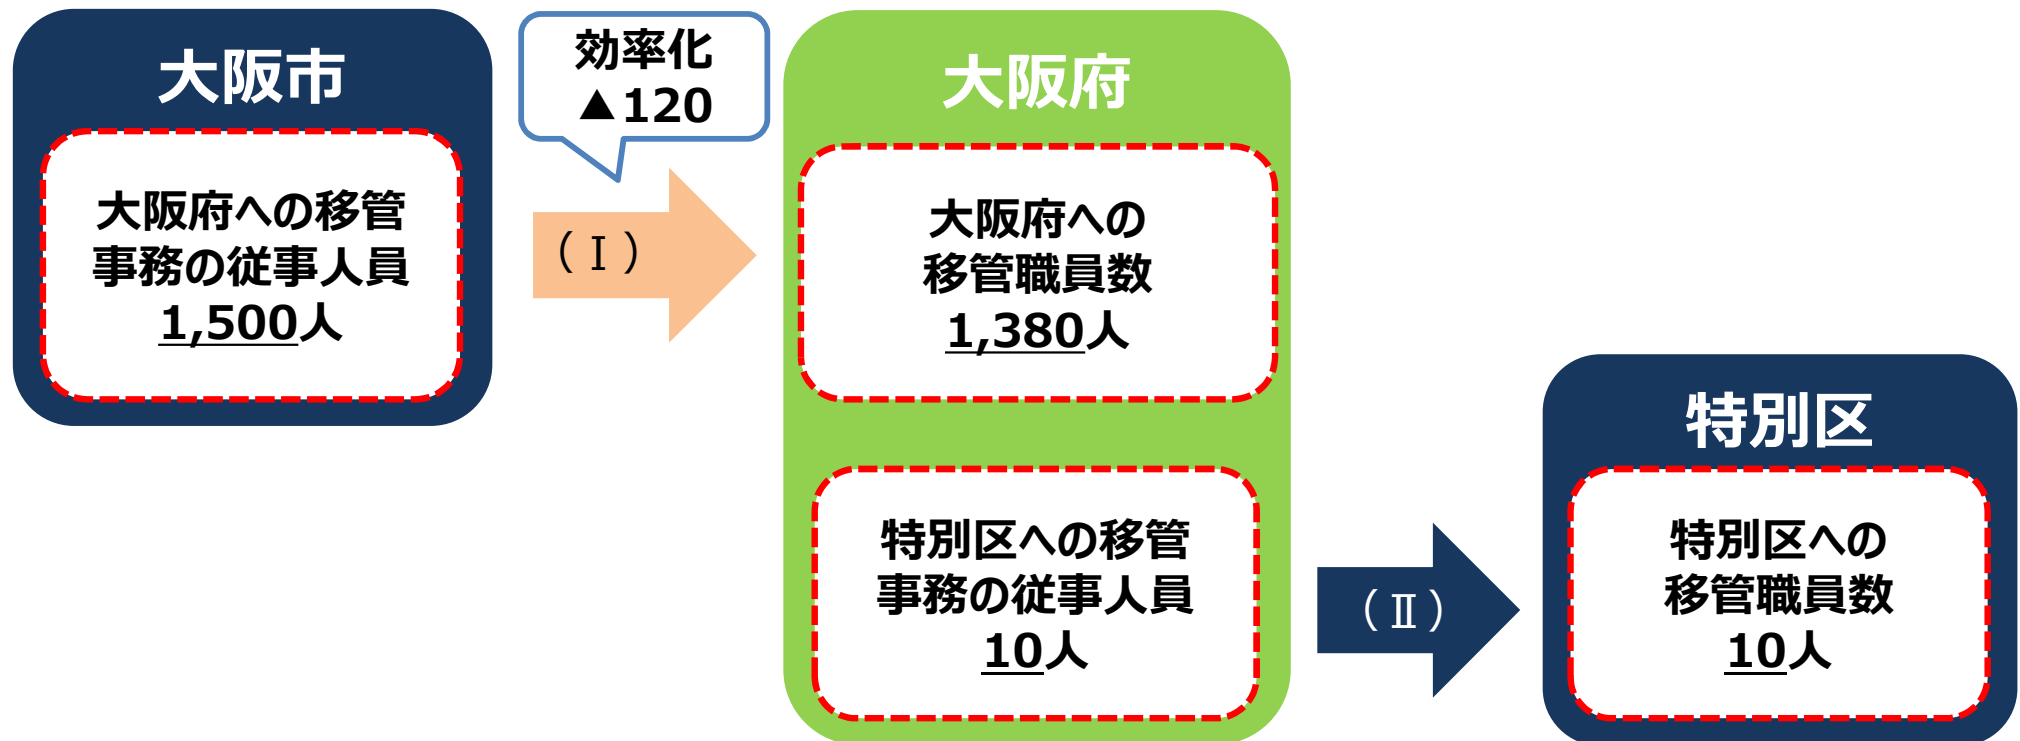 大阪市
大阪府への移管
事務の従事人員
1,500人
効率化
▲120
（Ⅰ）
大阪府
大阪府への
移管職員数
1,380人
特別区への移管
事務の従事人員
10人
（Ⅱ）
特別区
特別区への
移管職員数
10人